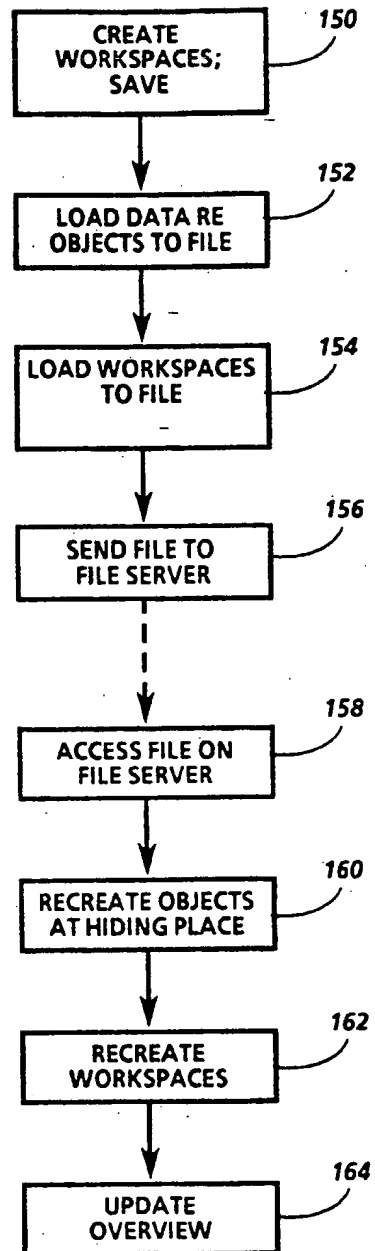 CREATE
WORKSPACES;
SAVE
150
152
LOAD DATA RE
OBJECTS TO FILE
154
LOAD WORKSPACES
TO FILE
156
SEND FILE TO
FILE SERVER
158
ACCESS FILE ON
FILE SERVER
160
RECREATE OBJECTS
AT HIDING PLACE
162
RECREATE
WORKSPACES
164
UPDATE
OVERVIEW